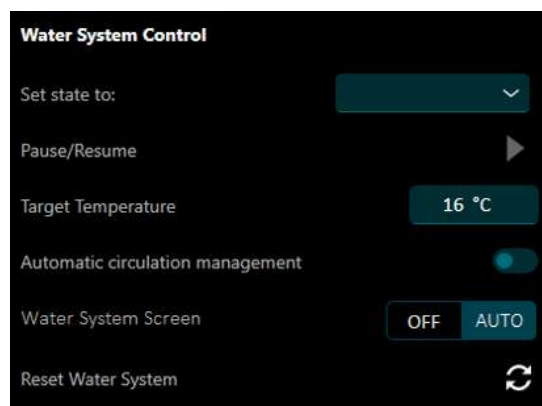 Water System Control
Set state to:
Pause/Resume
Target Temperature 16 °C
Automatic circulation management
Water System Screen OFF AUTO
Reset Water System